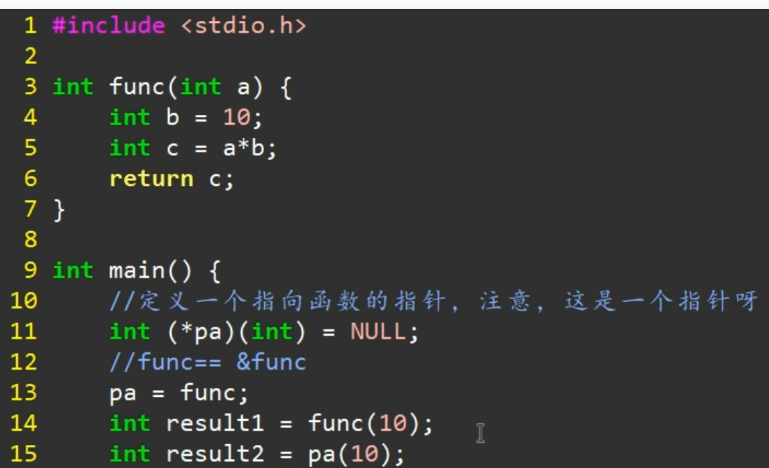 1 #include <stdio.h>
2
3 int func(int a) {
4     int b = 10;
5     int c = a*b;
6     return c;
7 }
8
9 int main() {
10     //定义一个指向函数的指针，注意，这是一个指针呀
11     int (*pa)(int) = NULL;
12     //func== &func
13     pa = func;
14     int result1 = func(10);
15     int result2 = pa(10);